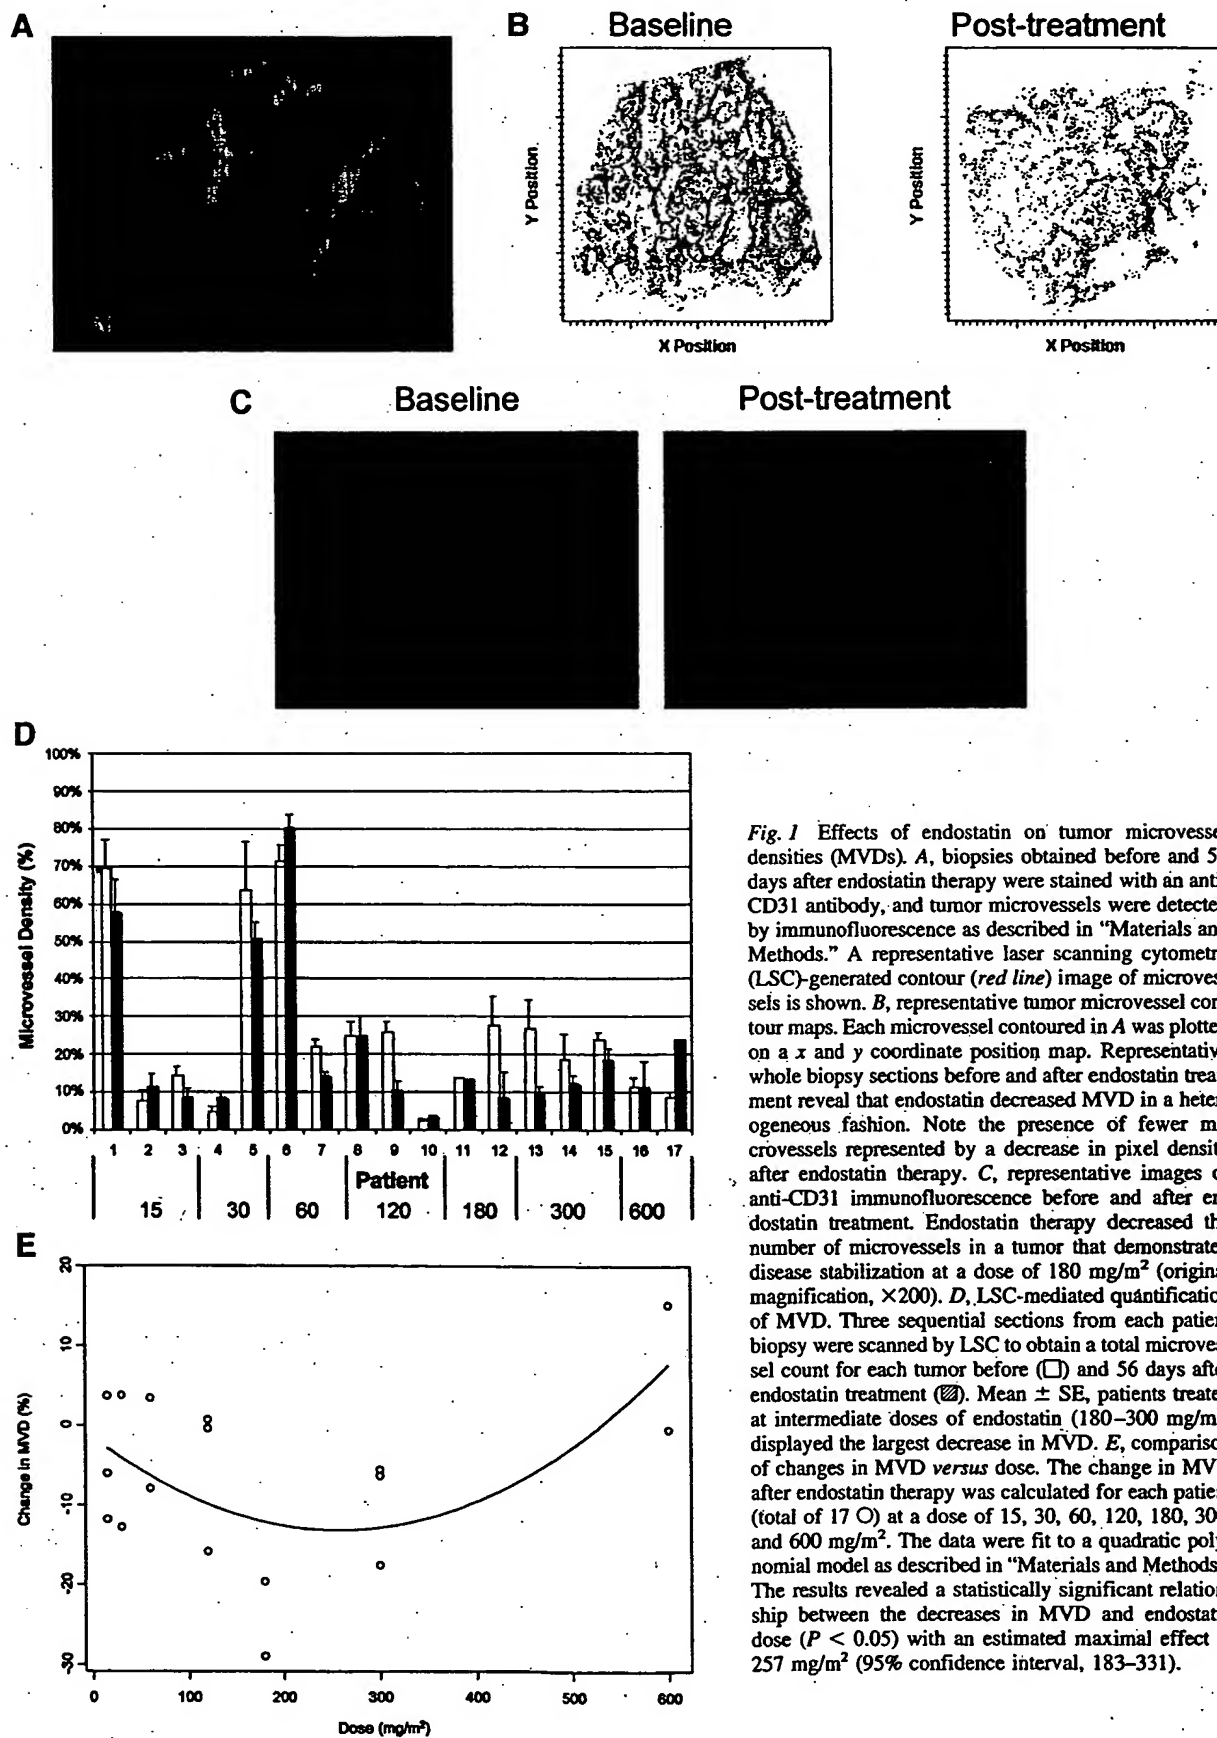 A
B
Baseline
Post-treatment
Y Position
X Position
Y Position
X Position
C
Baseline
Post-treatment
D
Microvessel Density (%)
100%
90%
80%
70%
60%
50%
40%
30%
20%
10%
0%
1 2 3 4 5 6 7 8 9 10 11 12 13 14 15 16 17
Patient
15 30 60 120 180 300 600
E
Change in MVD (%)
20
10
0
-10
-20
-30
0 100 200 300 400 500 600
Dose (mg/m²)
Fig. 1 Effects of endostatin on tumor microvesse
densities (MVDs). A, biopsies obtained before and 5
days after endostatin therapy were stained with an anti
CD31 antibody, and tumor microvessels were detecte
by immunofluorescence as described in "Materials an
Methods." A representative laser scanning cytometr
(LSC)-generated contour (red line) image of microves
sels is shown. B, representative tumor microvessel con
tour maps. Each microvessel contoured in A was plotte
on a x and y coordinate position map. Representativ
whole biopsy sections before and after endostatin trea
ment reveal that endostatin decreased MVD in a heter
ogeneous fashion. Note the presence of fewer m
crovessels represented by a decrease in pixel densit
after endostatin therapy. C, representative images o
anti-CD31 immunofluorescence before and after en
dostatin treatment. Endostatin therapy decreased th
number of microvessels in a tumor that demonstrate
disease stabilization at a dose of 180 mg/m² (origina
magnification, ×200). D, LSC-mediated quantificatio
of MVD. Three sequential sections from each patien
biopsy were scanned by LSC to obtain a total microve
sel count for each tumor before (□) and 56 days afte
endostatin treatment (▨). Mean ± SE, patients treate
at intermediate doses of endostatin (180–300 mg/m
displayed the largest decrease in MVD. E, compariso
of changes in MVD versus dose. The change in MV
after endostatin therapy was calculated for each patie
(total of 17 ○) at a dose of 15, 30, 60, 120, 180, 30
and 600 mg/m². The data were fit to a quadratic pol
nomial model as described in "Materials and Methods
The results revealed a statistically significant relation
ship between the decreases in MVD and endostat
dose (P < 0.05) with an estimated maximal effect
257 mg/m² (95% confidence interval, 183–331).